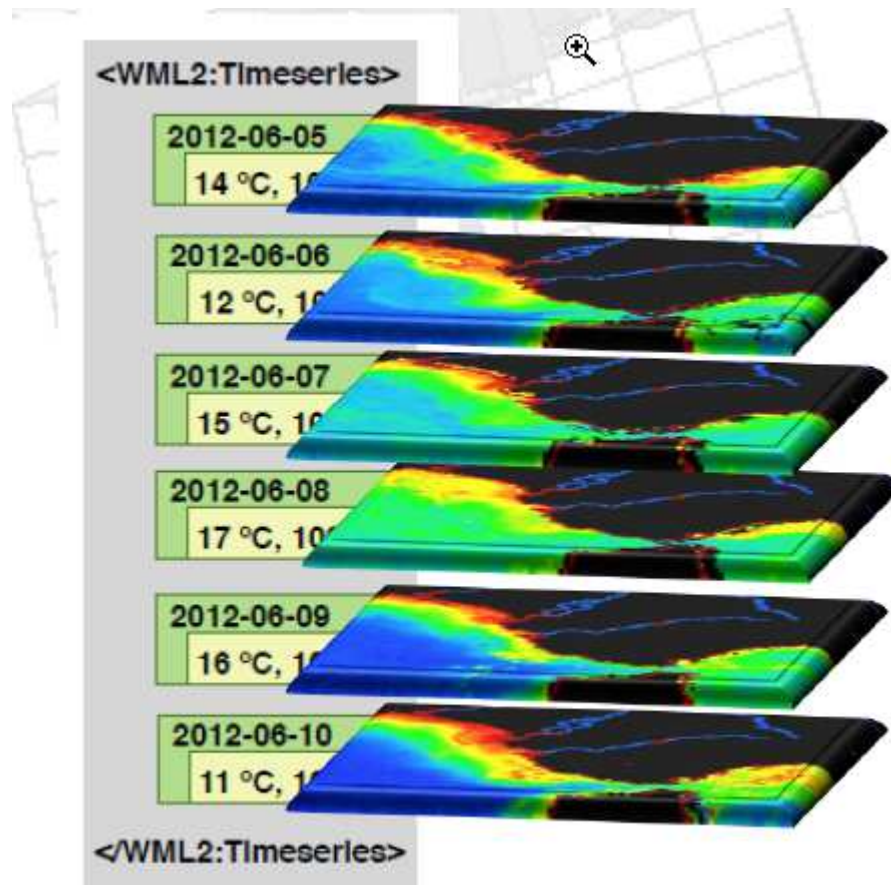 <WML2:Timeseries>
2012-06-05
14 °C,
2012-06-06
12 °C,
2012-06-07
15 °C,
2012-06-08
17 °C,
2012-06-09
16 °C,
2012-06-10
11 °C,
</WML2:Timeseries>